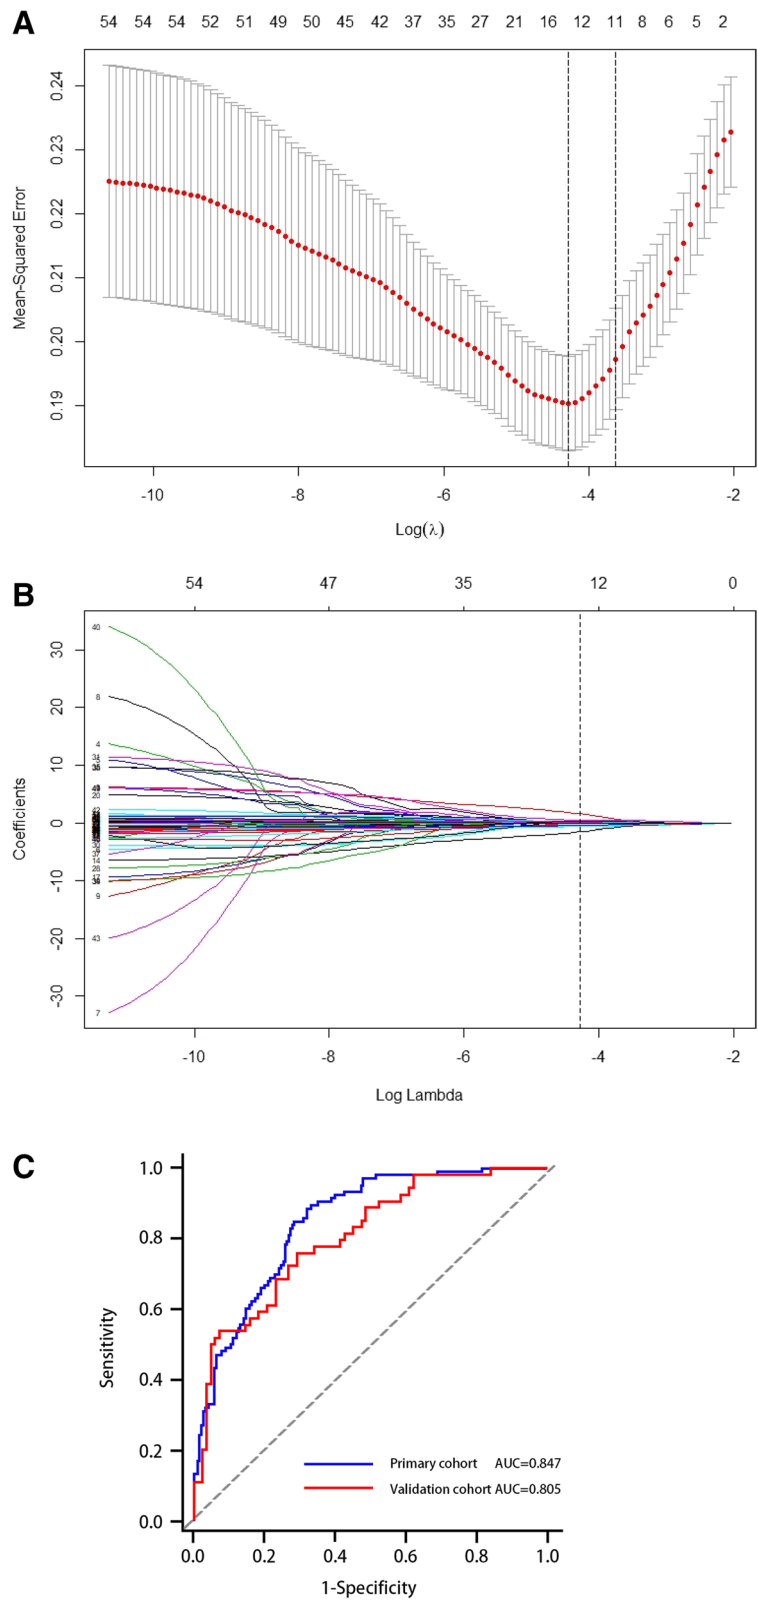 A
54 54 54 52 51 49 50 45 42 37 35 27 21 16 12 11 8 6 5 2
Mean-Squared Error
0.24
0.23
0.22
0.21
0.20
0.19
-10 -8 -6 -4 -2
Log(λ)
B
54 47 35 12 0
Coefficients
30
20
10
0
-10
-20
-30
40
8
4
31
20
42
14
28
9
43
7
-10 -8 -6 -4 -2
Log Lambda
C
Sensitivity
1.0
0.8
0.6
0.4
0.2
0.0
Primary cohort AUC=0.847
Validation cohort AUC=0.805
0.0 0.2 0.4 0.6 0.8 1.0
1-Specificity